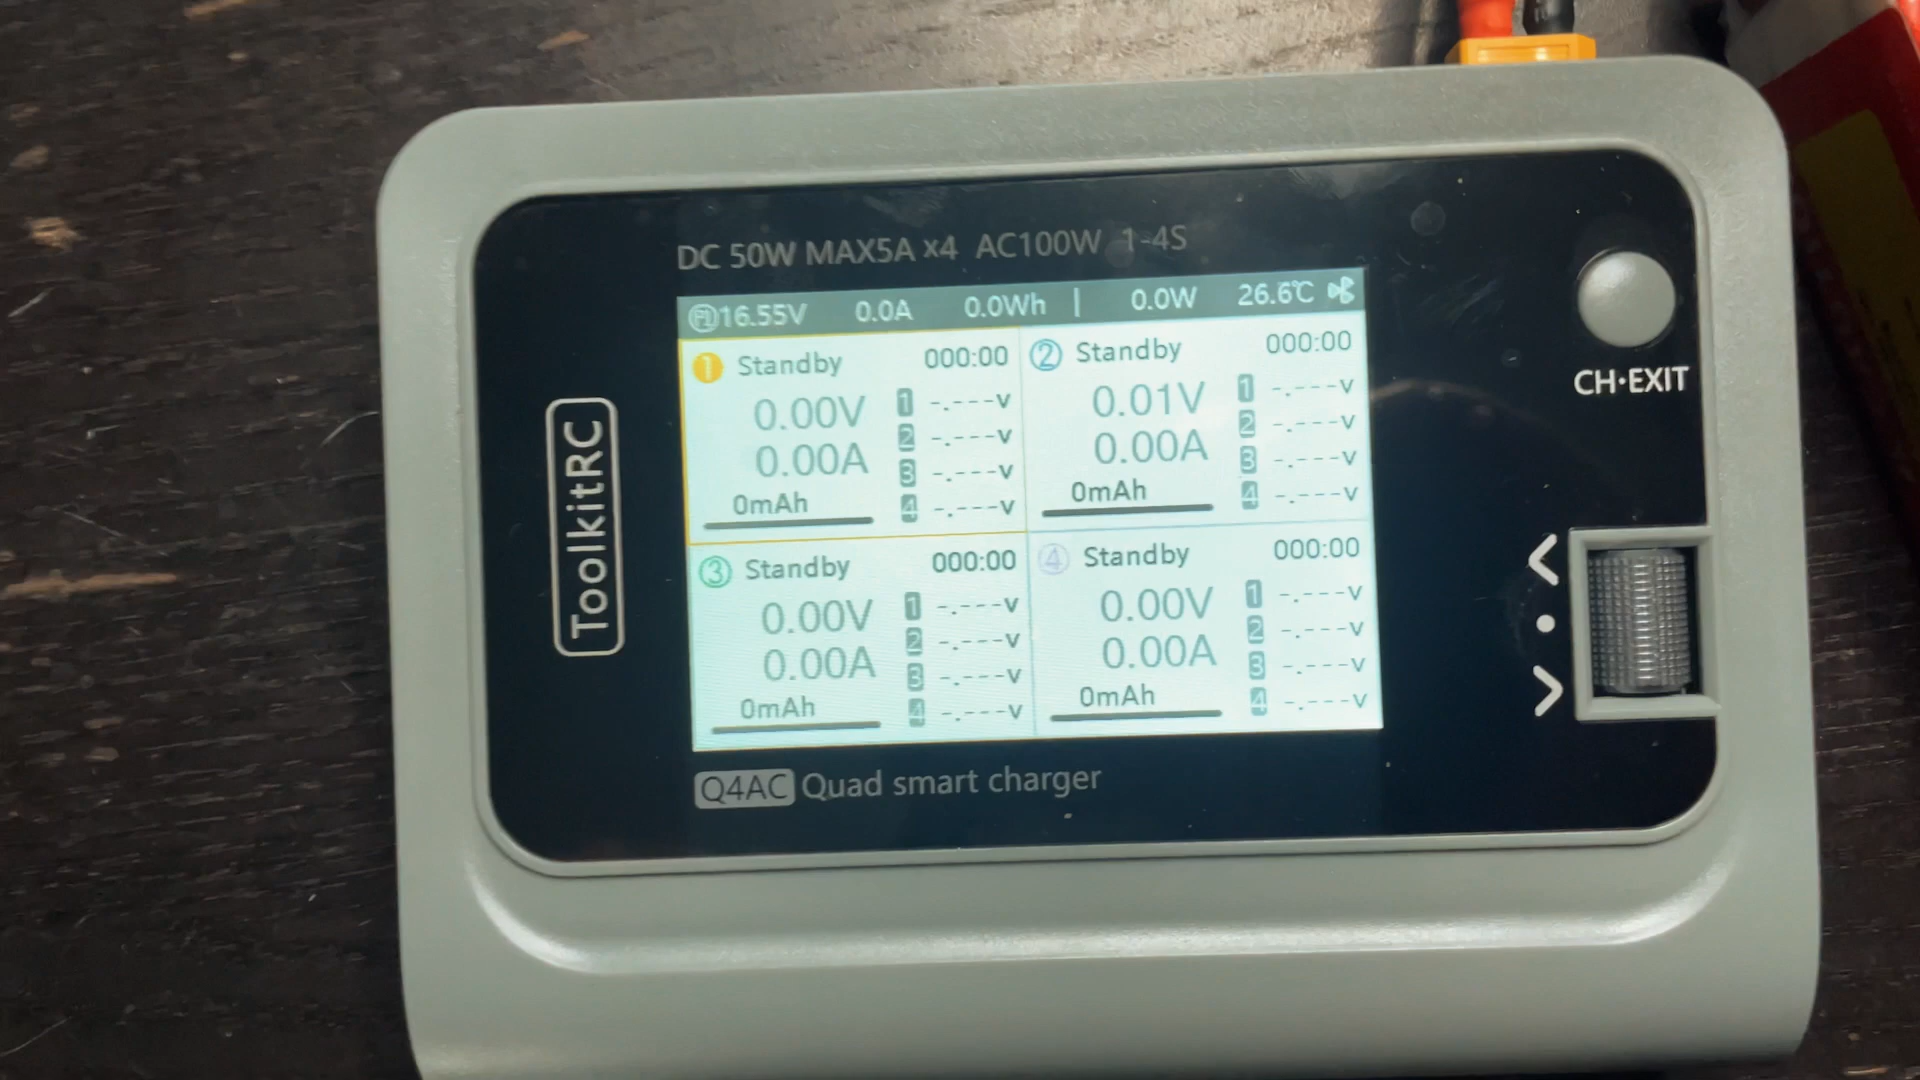 DC 50W MAX5A x4 AC100W 1-4S
16.55V 0.0A 0.0Wh | 0.0W 26.6℃
1 Standby 000:00
0.00V
0.00A
0mAh
1 -.---V
2 -.---V
3 -.---V
4 -.---V
2 Standby 000:00
0.01V
0.00A
0mAh
1 -.---V
2 -.---V
3 -.---V
4 -.---V
3 Standby 000:00
0.00V
0.00A
0mAh
1 -.---V
2 -.---V
3 -.---V
4 -.---V
4 Standby 000:00
0.00V
0.00A
0mAh
1 -.---V
2 -.---V
3 -.---V
4 -.---V
Q4AC Quad smart charger
ToolkitRC
CH·EXIT